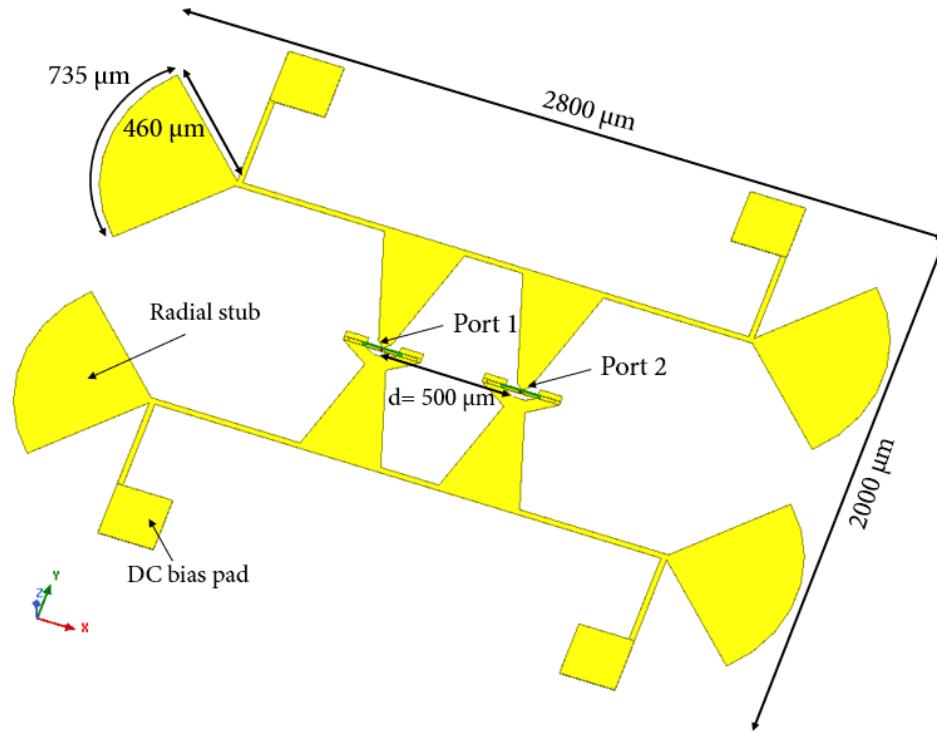 735 μm
460 μm
2800 μm
Radial stub
Port 1
Port 2
d= 500 μm
2000 μm
DC bias pad
Y
Z
X